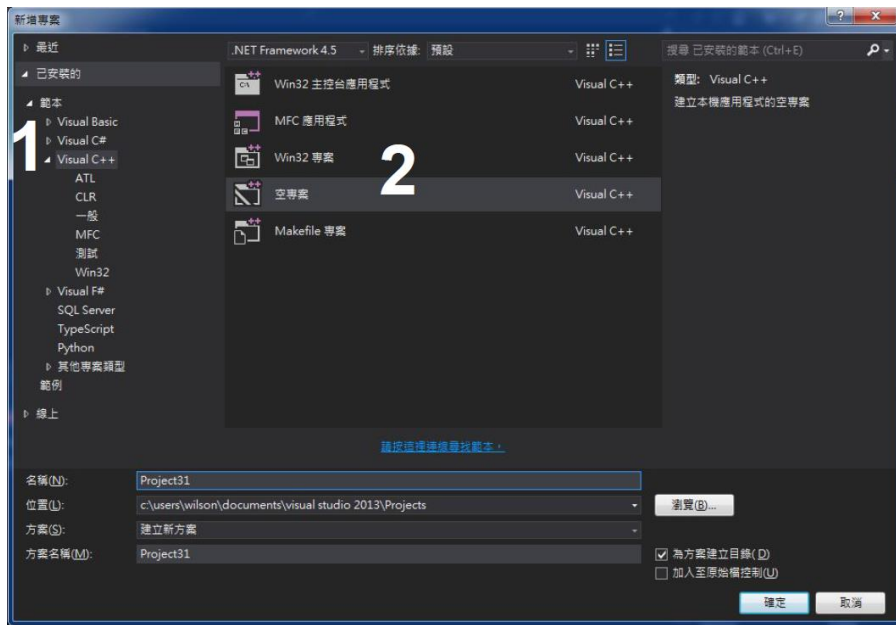 新增專案
最近
已安裝的
範本
Visual Basic
Visual C#
Visual C++
ATL
CLR
一般
MFC
測試
Win32
Visual F#
SQL Server
TypeScript
Python
其他專案類型
範例
線上
1
.NET Framework 4.5 排序依據: 預設
Win32 主控台應用程式 Visual C++
MFC 應用程式 Visual C++
Win32 專案 Visual C++
2
空專案 Visual C++
Makefile 專案 Visual C++
請按這裡連線尋找範本。
搜尋 已安裝的範本 (Ctrl+E)
類型: Visual C++
建立本機應用程式的空專案
名稱(N): Project31
位置(L): c:\users\wilson\documents\visual studio 2013\Projects 瀏覽(B)...
方案(S): 建立新方案
方案名稱(M): Project31
為方案建立目錄(D)
加入至原始檔控制(U)
確定 取消